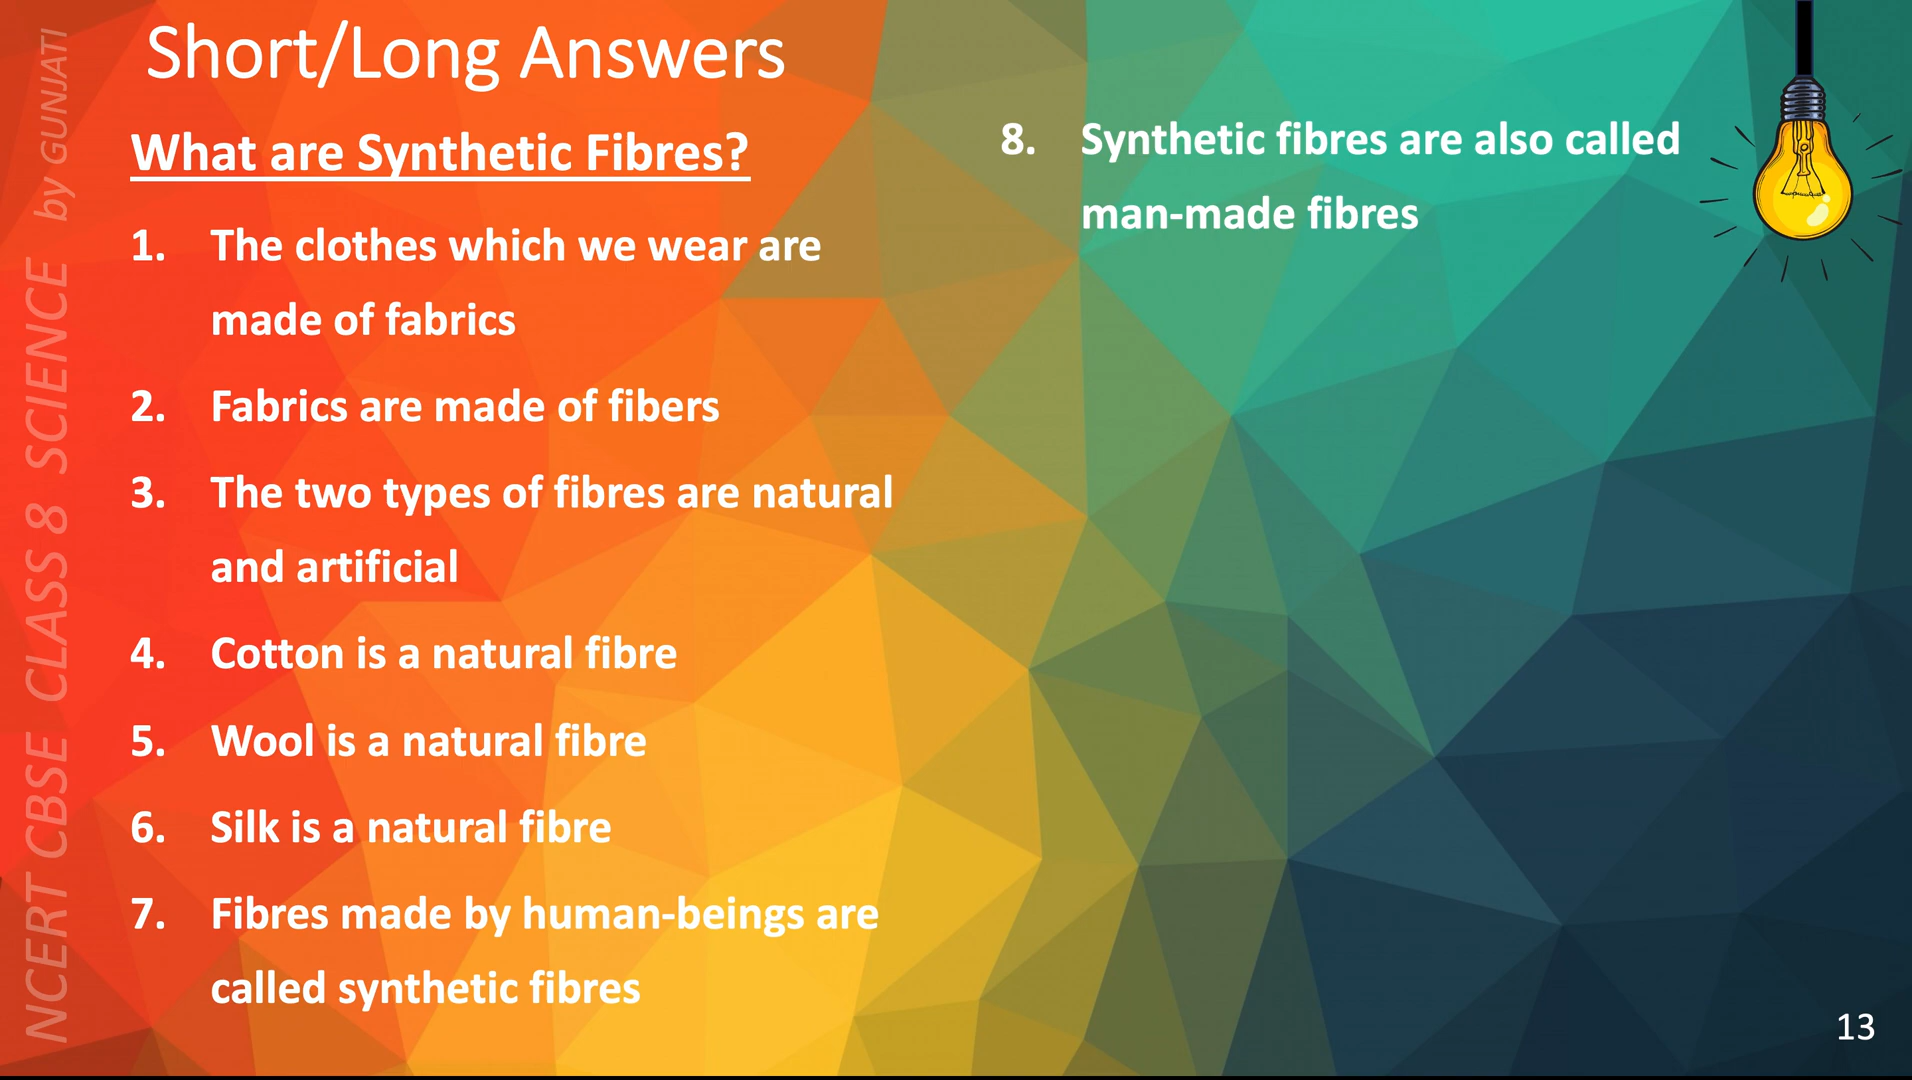 Short/Long Answers
What are Synthetic Fibres?
1. The clothes which we wear are
made of fabrics
2. Fabrics are made of fibers
3. The two types of fibres are natural
and artificial
4. Cotton is a natural fibre
5. Wool is a natural fibre
6. Silk is a natural fibre
7. Fibres made by human-beings are
called synthetic fibres
8. Synthetic fibres are also called
man-made fibres
NCERT CBSE CLASS 8 SCIENCE by GUNJATI
13